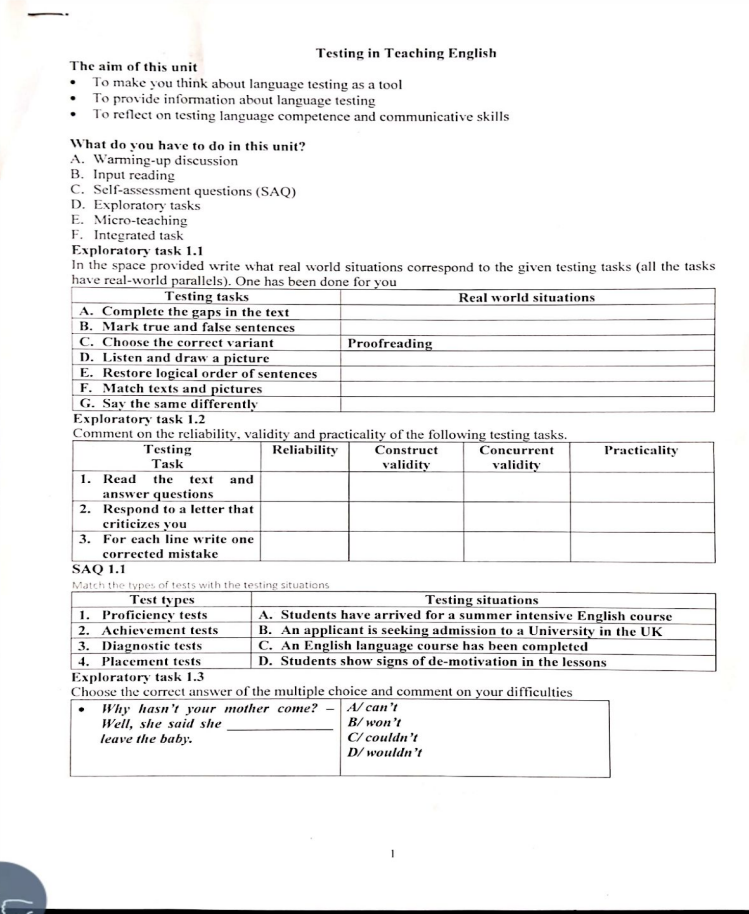 Testing in Teaching English
The aim of this unit
• To make you think about language testing as a tool
• To provide information about language testing
• To reflect on testing language competence and communicative skills
What do you have to do in this unit?
A. Warming-up discussion
B. Input reading
C. Self-assessment questions (SAQ)
D. Exploratory tasks
E. Micro-teaching
F. Integrated task
Exploratory task 1.1
In the space provided write what real world situations correspond to the given testing tasks (all the tasks
have real-world parallels). One has been done for you
Testing tasks Real world situations
A. Complete the gaps in the text
B. Mark true and false sentences
C. Choose the correct variant Proofreading
D. Listen and draw a picture
E. Restore logical order of sentences
F. Match texts and pictures
G. Say the same differently
Exploratory task 1.2
Comment on the reliability, validity and practicality of the following testing tasks.
Testing Reliability Construct Concurrent Practicality
Task validity validity
1. Read the text and
answer questions
2. Respond to a letter that
criticizes you
3. For each line write one
corrected mistake
SAQ 1.1
Match the types of tests with the testing situations
Test types Testing situations
1. Proficiency tests A. Students have arrived for a summer intensive English course
2. Achievement tests B. An applicant is seeking admission to a University in the UK
3. Diagnostic tests C. An English language course has been completed
4. Placement tests D. Students show signs of de-motivation in the lessons
Exploratory task 1.3
Choose the correct answer of the multiple choice and comment on your difficulties
• Why hasn't your mother come? – A/ can't
Well, she said she ____________ B/ won't
leave the baby. C/ couldn't
D/ wouldn't
1